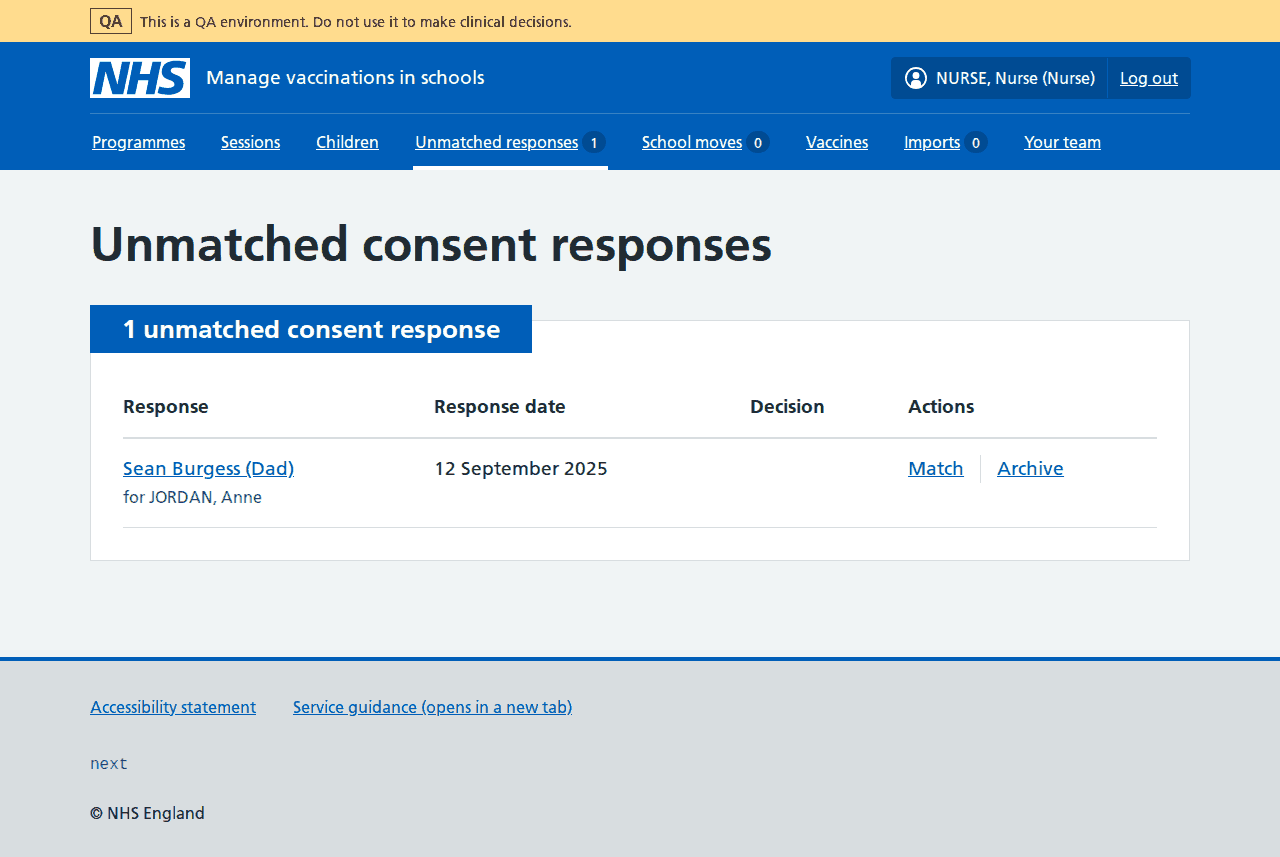 QA This is a QA environment. Do not use it to make clinical decisions.
NHS Manage vaccinations in schools NURSE, Nurse (Nurse) Log out
Programmes Sessions Children Unmatched responses 1 School moves 0 Vaccines Imports 0 Your team
Unmatched consent responses
1 unmatched consent response
Response Response date Decision Actions
Sean Burgess (Dad) 12 September 2025 Match Archive
for JORDAN, Anne
Accessibility statement Service guidance (opens in a new tab)
next
© NHS England